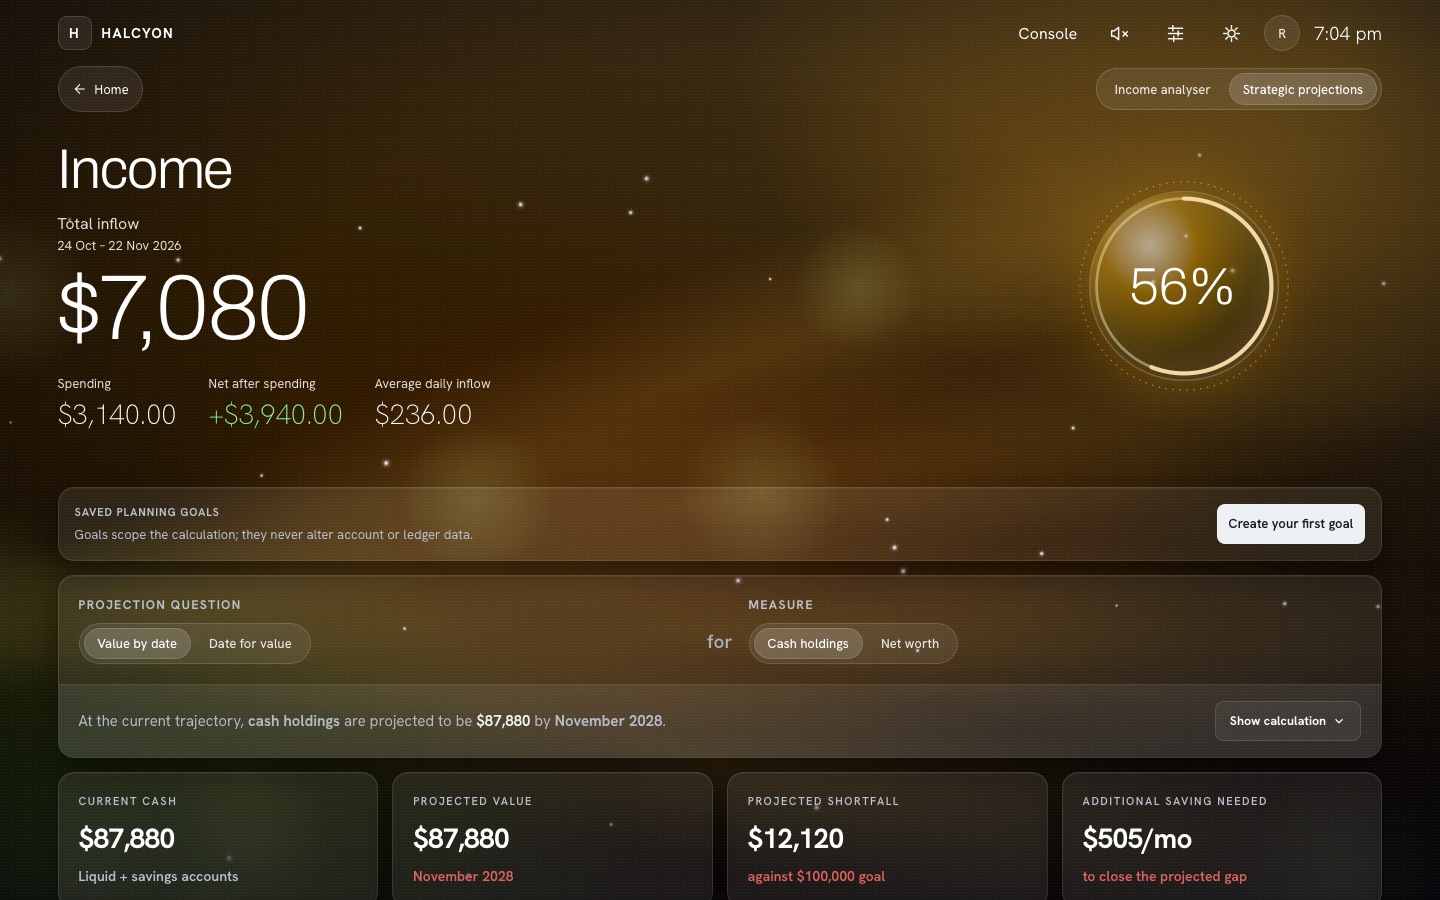 H HALCYON
Console
R
7:04 pm
← Home
Income analyser
Strategic projections
Income
Total inflow
24 Oct – 22 Nov 2026
$7,080
56%
Spending
$3,140.00
Net after spending
+$3,940.00
Average daily inflow
$236.00
SAVED PLANNING GOALS
Goals scope the calculation; they never alter account or ledger data.
Create your first goal
PROJECTION QUESTION
Value by date
Date for value
for
MEASURE
Cash holdings
Net worth
At the current trajectory, cash holdings are projected to be $87,880 by November 2028.
Show calculation
CURRENT CASH
$87,880
Liquid + savings accounts
PROJECTED VALUE
$87,880
November 2028
PROJECTED SHORTFALL
$12,120
against $100,000 goal
ADDITIONAL SAVING NEEDED
$505/mo
to close the projected gap